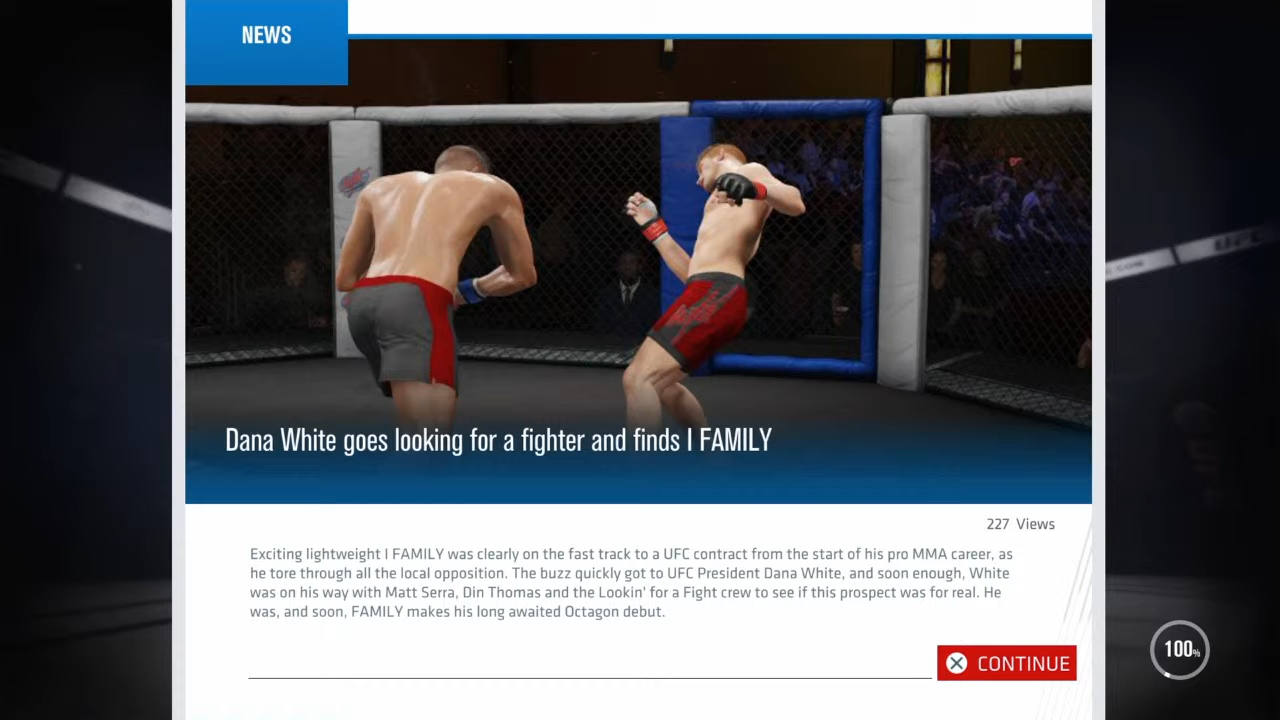 NEWS
Dana White goes looking for a fighter and finds I FAMILY
227 Views
Exciting lightweight I FAMILY was clearly on the fast track to a UFC contract from the start of his pro MMA career, as
he tore through all the local opposition. The buzz quickly got to UFC President Dana White, and soon enough, White
was on his way with Matt Serra, Din Thomas and the Lookin' for a Fight crew to see if this prospect was for real. He
was, and soon, FAMILY makes his long awaited Octagon debut.
CONTINUE
100%